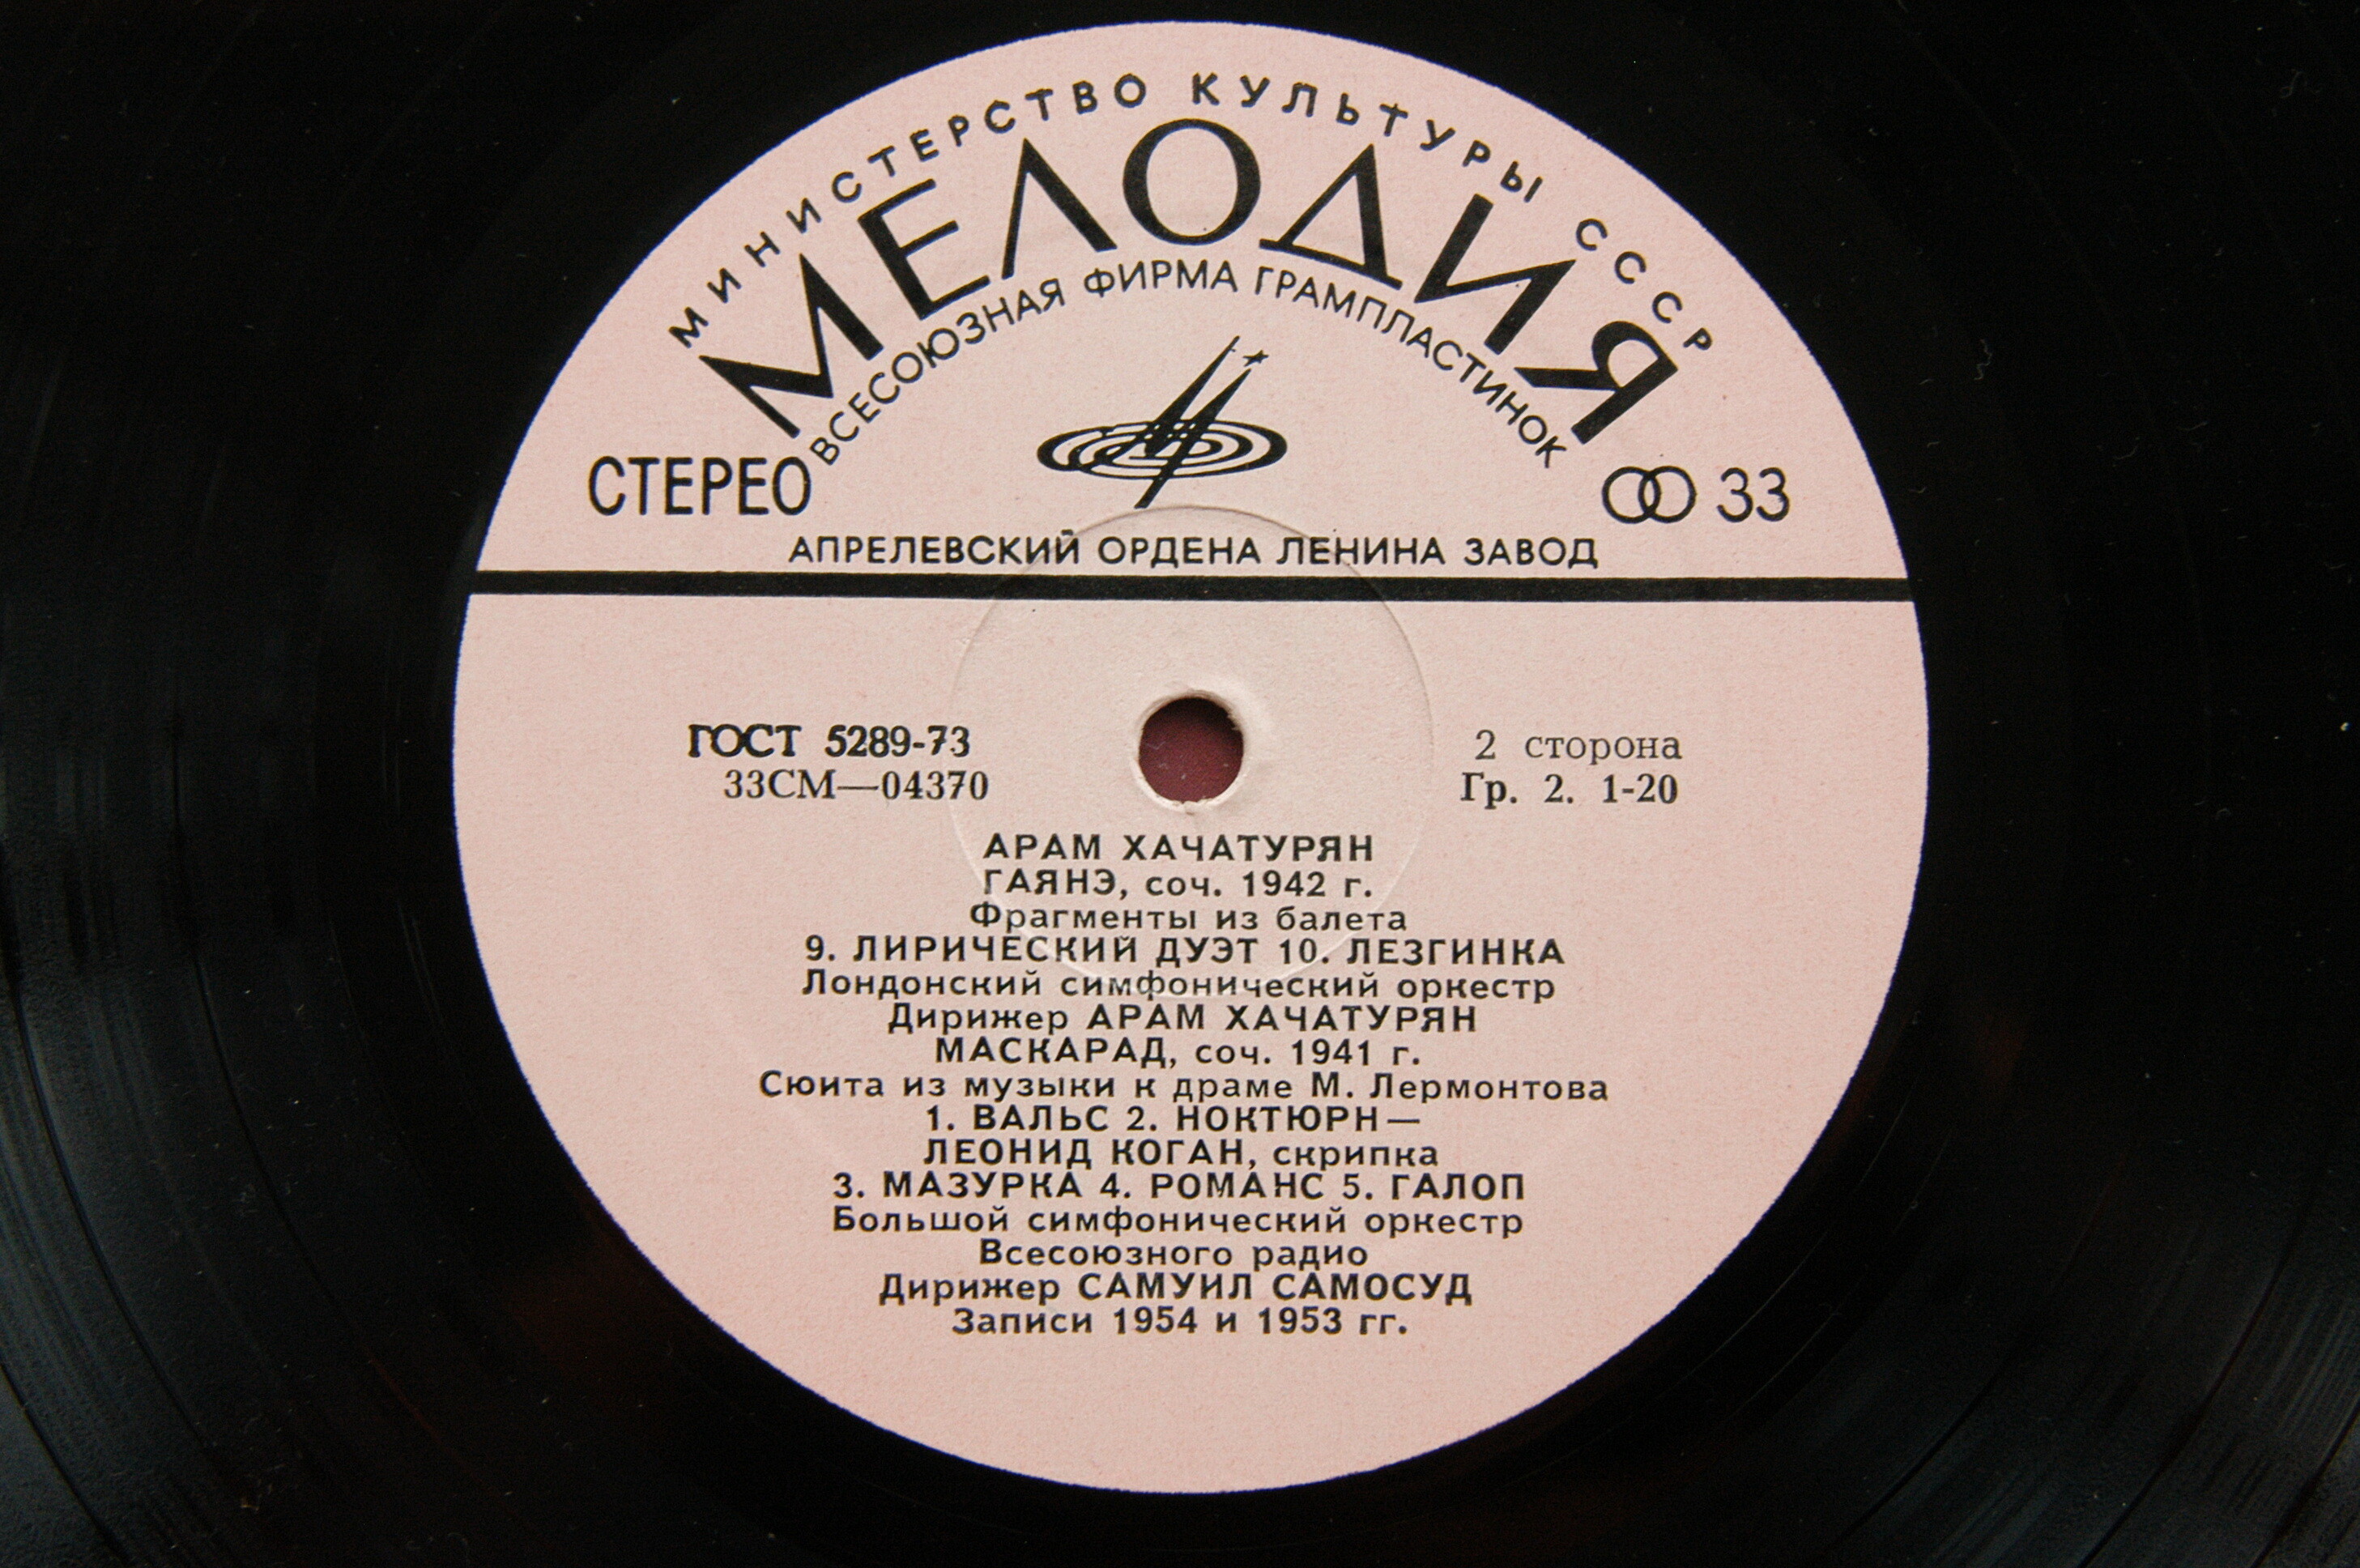 МИНИСТЕРСТВО КУЛЬТУРЫ СССР
МЕЛОДИЯ
ВСЕСОЮЗНАЯ ФИРМА ГРАМПЛАСТИНОК
СТЕРЕО
33
АПРЕЛЕВСКИЙ ОРДЕНА ЛЕНИНА ЗАВОД
ГОСТ 5289-73
33СМ—04370
2 сторона
Гр. 2. 1-20
АРАМ ХАЧАТУРЯН
ГАЯНЭ, соч. 1942 г.
Фрагменты из балета
9. ЛИРИЧЕСКИЙ ДУЭТ 10. ЛЕЗГИНКА
Лондонский симфонический оркестр
Дирижер АРАМ ХАЧАТУРЯН
МАСКАРАД, соч. 1941 г.
Сюита из музыки к драме М. Лермонтова
1. ВАЛЬС 2. НОКТЮРН—
ЛЕОНИД КОГАН, скрипка
3. МАЗУРКА 4. РОМАНС 5. ГАЛОП
Большой симфонический оркестр
Всесоюзного радио
Дирижер САМУИЛ САМОСУД
Записи 1954 и 1953 гг.